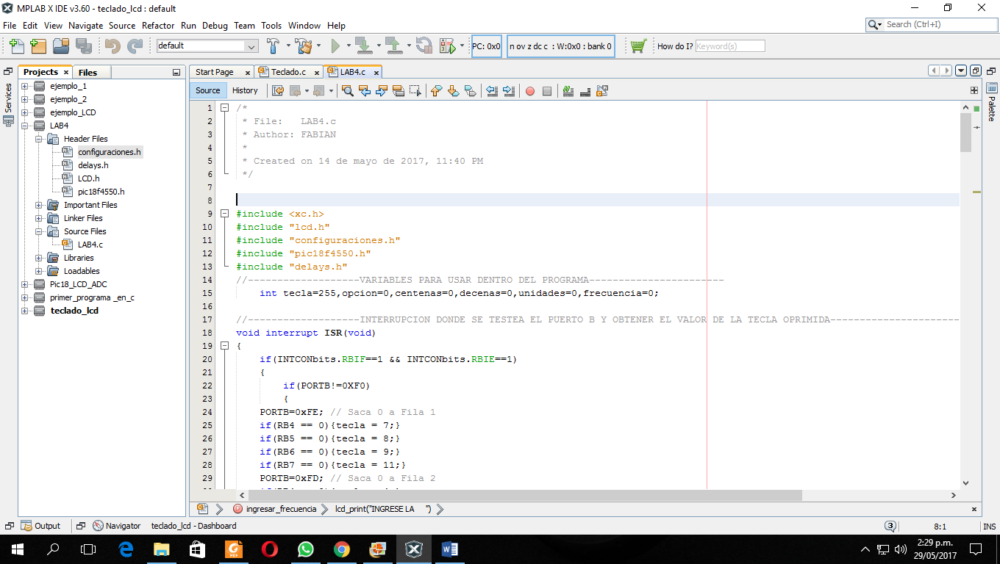 MPLAB X IDE v3.60 - teclado_lcd : default
File Edit View Navigate Source Refactor Run Debug Team Tools Window Help
Search (Ctrl+I)
default
PC: 0x0
n ov z dc c : W:0x0 : bank 0
How do I? Keyword(s)
Services
Projects x Files
ejemplo_1
ejemplo_2
ejemplo_LCD
LAB4
Header Files
configuraciones.h
delays.h
LCD.h
pic18f4550.h
Important Files
Linker Files
Source Files
LAB4.c
Libraries
Loadables
Pic18_LCD_ADC
primer_programa _en_c
teclado_lcd
Start Page x Teclado.c x LAB4.c x
Source History
Palette
1 /*
2 * File: LAB4.c
3 * Author: FABIAN
4 *
5 * Created on 14 de mayo de 2017, 11:40 PM
6 */
7
8
9 #include <xc.h>
10 #include "lcd.h"
11 #include "configuraciones.h"
12 #include "pic18f4550.h"
13 #include "delays.h"
14 //-------------------VARIABLES PARA USAR DENTRO DEL PROGRAMA-----------------------
15 int tecla=255,opcion=0,centenas=0,decenas=0,unidades=0,frecuencia=0;
16
17 //-------------------INTERRUPCION DONDE SE TESTEA EL PUERTO B Y OBTENER EL VALOR DE LA TECLA OPRIMIDA----------------------
18 void interrupt ISR(void)
19 {
20 if(INTCONbits.RBIF==1 && INTCONbits.RBIE==1)
21 {
22 if(PORTB!=0XF0)
23 {
24 PORTB=0xFE; // Saca 0 a Fila 1
25 if(RB4 == 0){tecla = 7;}
26 if(RB5 == 0){tecla = 8;}
27 if(RB6 == 0){tecla = 9;}
28 if(RB7 == 0){tecla = 11;}
29 PORTB=0xFD; // Saca 0 a Fila 2
ingresar_frecuencia lcd_print("INGRESE LA ") x
Output Navigator teclado_lcd - Dashboard
3 8:1 INS
2:29 p.m.
29/05/2017